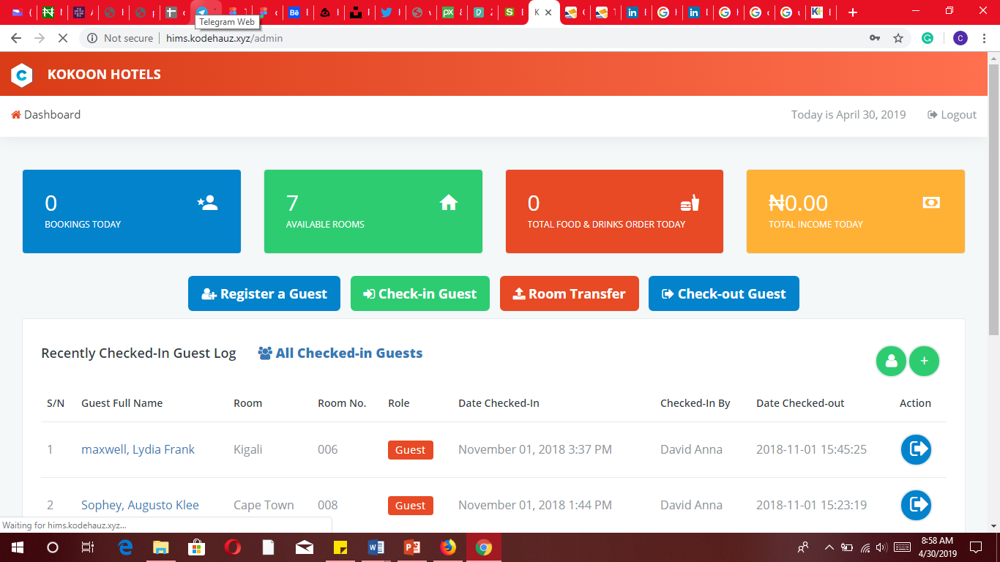 Telegram Web
Not secure | hims.kodehauz.xyz/admin
KOKOON HOTELS
Dashboard
Today is April 30, 2019
Logout
0
BOOKINGS TODAY
7
AVAILABLE ROOMS
0
TOTAL FOOD & DRINKS ORDER TODAY
₦0.00
TOTAL INCOME TODAY
Register a Guest
Check-in Guest
Room Transfer
Check-out Guest
Recently Checked-In Guest Log
All Checked-in Guests
S/N Guest Full Name Room Room No. Role Date Checked-In Checked-In By Date Checked-out Action
1 maxwell, Lydia Frank Kigali 006 Guest November 01, 2018 3:37 PM David Anna 2018-11-01 15:45:25
2 Sophey, Augusto Klee Cape Town 008 Guest November 01, 2018 1:44 PM David Anna 2018-11-01 15:23:19
Waiting for hims.kodehauz.xyz...
8:58 AM
4/30/2019